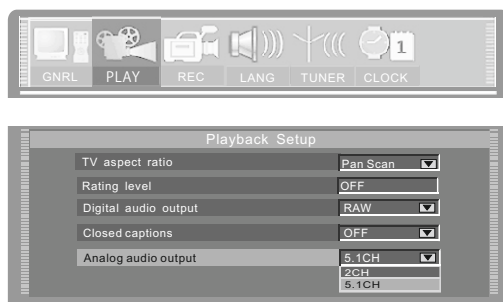 1
GNRL PLAY REC LANG TUNER CLOCK
Playback Setup
TV aspect ratio Pan Scan
Rating level OFF
Digital audio output RAW
Closed captions OFF
Analog audio output 5.1CH
2CH
5.1CH